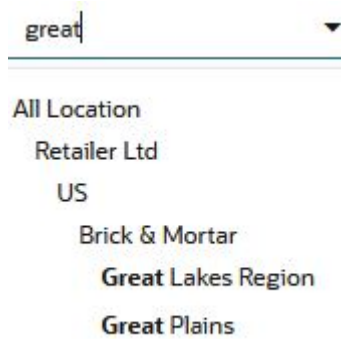 great
All Location
Retailer Ltd
US
Brick & Mortar
Great Lakes Region
Great Plains